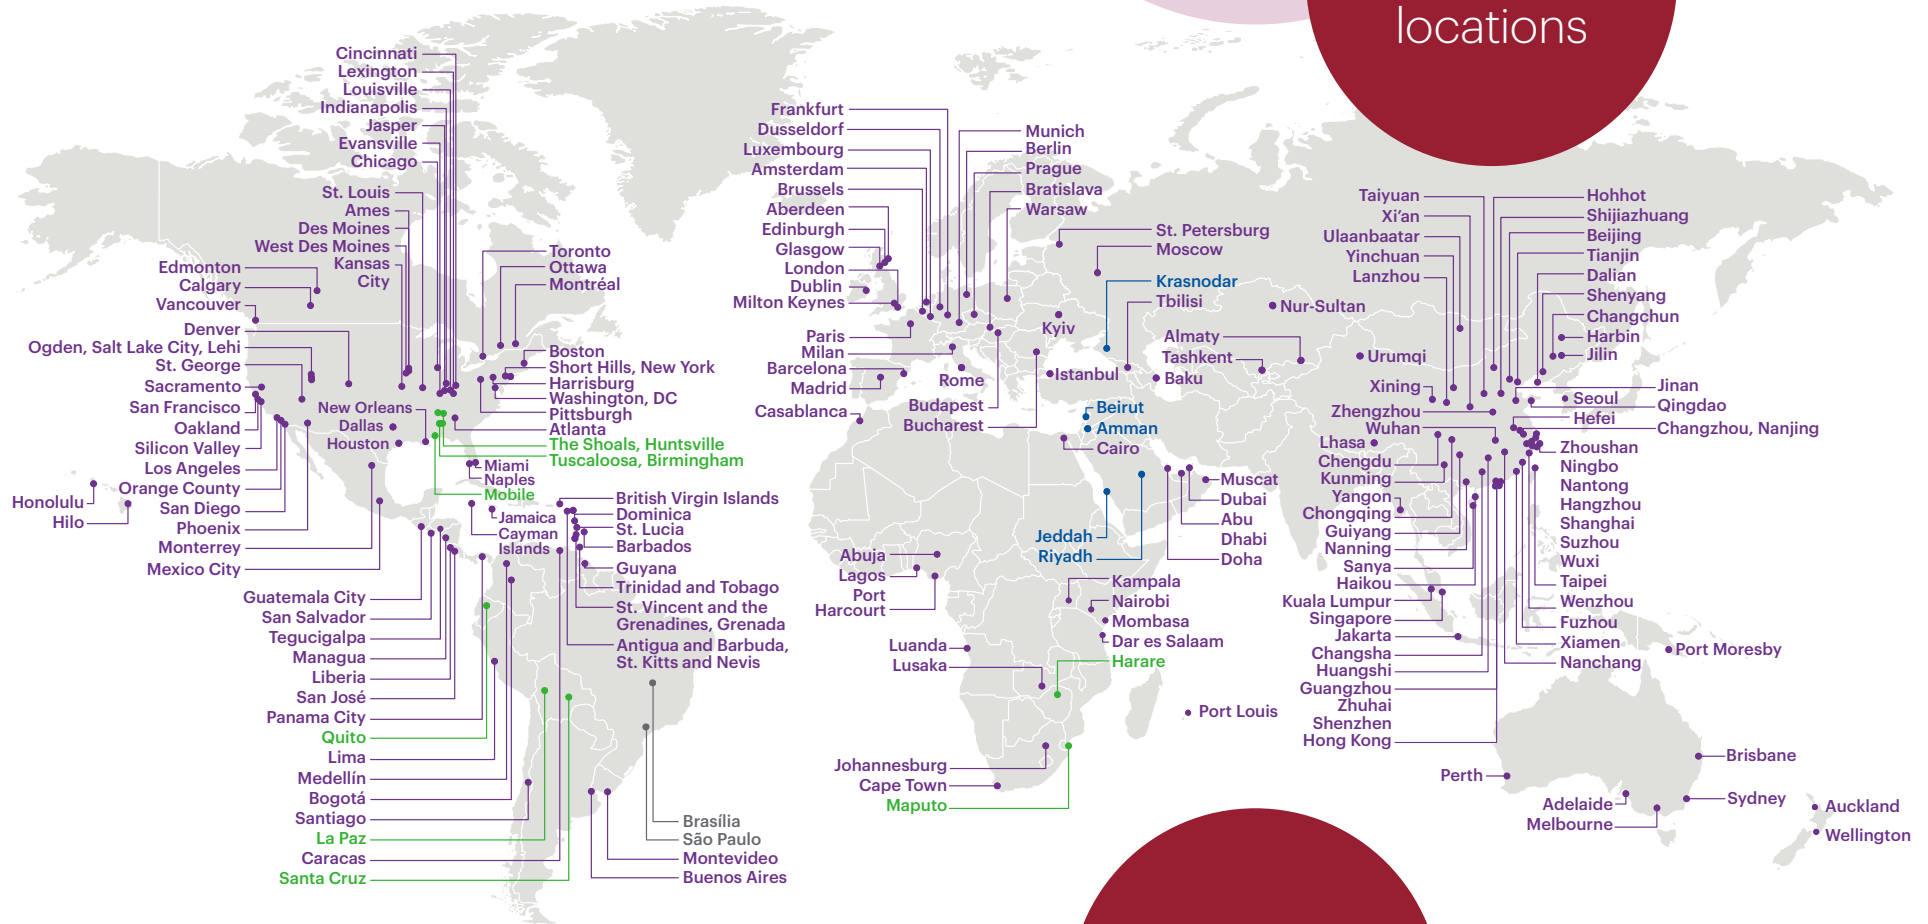 locations
Cincinnati
Lexington
Louisville
Indianapolis
Jasper
Evansville
Chicago
St. Louis
Ames
Des Moines
West Des Moines
Kansas
City
Edmonton
Calgary
Vancouver
Denver
Ogden, Salt Lake City, Lehi
St. George
Sacramento
San Francisco
Oakland
Silicon Valley
Los Angeles
Orange County
San Diego
Phoenix
Monterrey
Mexico City
Honolulu
Hilo
New Orleans
Dallas
Houston
Toronto
Ottawa
Montréal
Boston
Short Hills, New York
Harrisburg
Washington, DC
Pittsburgh
Atlanta
The Shoals, Huntsville
Tuscaloosa, Birmingham
Miami
Naples
Mobile
Jamaica
Cayman
Islands
British Virgin Islands
Dominica
St. Lucia
Barbados
Guyana
Trinidad and Tobago
St. Vincent and the
Grenadines, Grenada
Antigua and Barbuda,
St. Kitts and Nevis
Guatemala City
San Salvador
Tegucigalpa
Managua
Liberia
San José
Panama City
Quito
Lima
Medellín
Bogotá
Santiago
La Paz
Caracas
Santa Cruz
Brasília
São Paulo
Montevideo
Buenos Aires
Frankfurt
Dusseldorf
Luxembourg
Amsterdam
Brussels
Aberdeen
Edinburgh
Glasgow
London
Dublin
Milton Keynes
Paris
Milan
Barcelona
Madrid
Casablanca
Rome
Budapest
Bucharest
Munich
Berlin
Prague
Bratislava
Warsaw
St. Petersburg
Moscow
Krasnodar
Tbilisi
Kyiv
Istanbul
Baku
Nur-Sultan
Almaty
Tashkent
Beirut
Amman
Cairo
Muscat
Dubai
Abu
Dhabi
Doha
Jeddah
Riyadh
Abuja
Lagos
Port
Harcourt
Luanda
Lusaka
Kampala
Nairobi
Mombasa
Dar es Salaam
Harare
Port Louis
Johannesburg
Cape Town
Maputo
Taiyuan
Xi’an
Ulaanbaatar
Yinchuan
Lanzhou
Urumqi
Xining
Zhengzhou
Wuhan
Lhasa
Chengdu
Kunming
Yangon
Chongqing
Guiyang
Nanning
Sanya
Haikou
Kuala Lumpur
Singapore
Jakarta
Changsha
Huangshi
Guangzhou
Zhuhai
Shenzhen
Hong Kong
Hohhot
Shijiazhuang
Beijing
Tianjin
Dalian
Shenyang
Changchun
Harbin
Jilin
Jinan
Seoul
Qingdao
Hefei
Changzhou, Nanjing
Zhoushan
Ningbo
Nantong
Hangzhou
Shanghai
Suzhou
Wuxi
Taipei
Wenzhou
Fuzhou
Xiamen
Nanchang
Port Moresby
Perth
Adelaide
Melbourne
Brisbane
Sydney
Auckland
Wellington